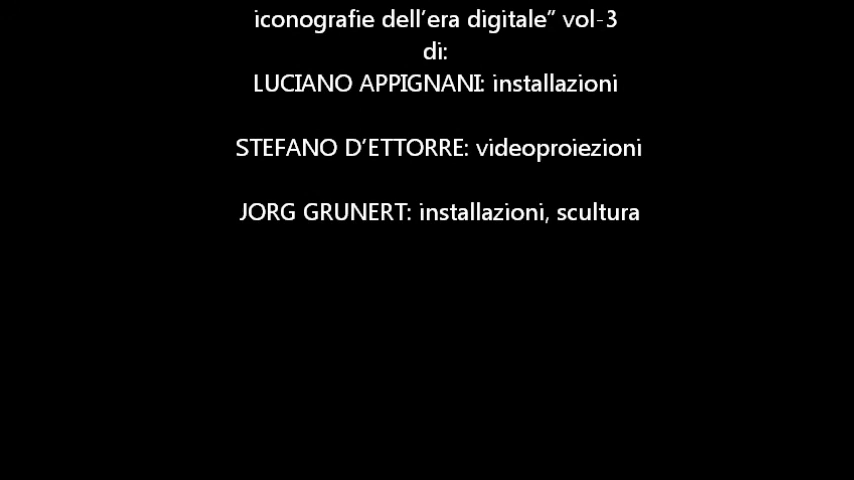 iconografie dell’era digitale” vol-3
di:
LUCIANO APPIGNANI: installazioni
STEFANO D’ETTORRE: videoproiezioni
JORG GRUNERT: installazioni, scultura